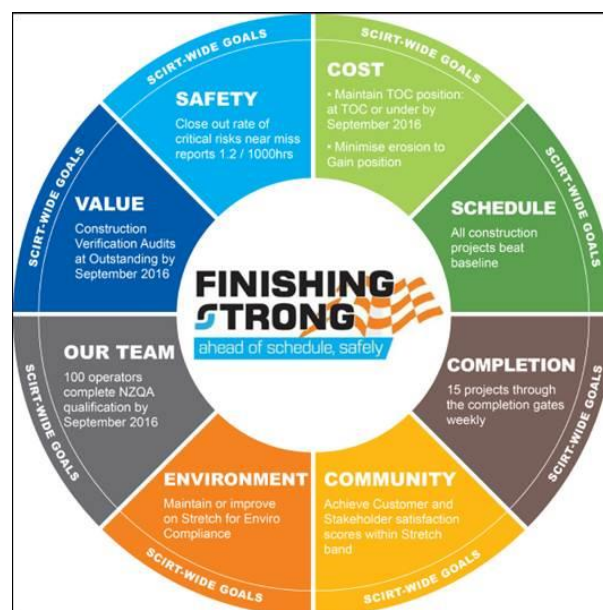 SCIRT-WIDE GOALS
COST
• Maintain TOC position:
at TOC or under by
September 2016
• Minimise erosion to
Gain position
SCIRT-WIDE GOALS
SCHEDULE
All construction
projects beat
baseline
SCIRT-WIDE GOALS
COMPLETION
15 projects through
the completion gates
weekly
SCIRT-WIDE GOALS
COMMUNITY
Achieve Customer and
Stakeholder satisfaction
scores within Stretch
band
SCIRT-WIDE GOALS
ENVIRONMENT
Maintain or improve
on Stretch for Enviro
Compliance
SCIRT-WIDE GOALS
OUR TEAM
100 operators
complete NZQA
qualification by
September 2016
SCIRT-WIDE GOALS
VALUE
Construction
Verification Audits
at Outstanding by
September 2016
SCIRT-WIDE GOALS
SAFETY
Close out rate of
critical risks near miss
reports 1.2 / 1000hrs
FINISHING
STRONG
ahead of schedule, safely